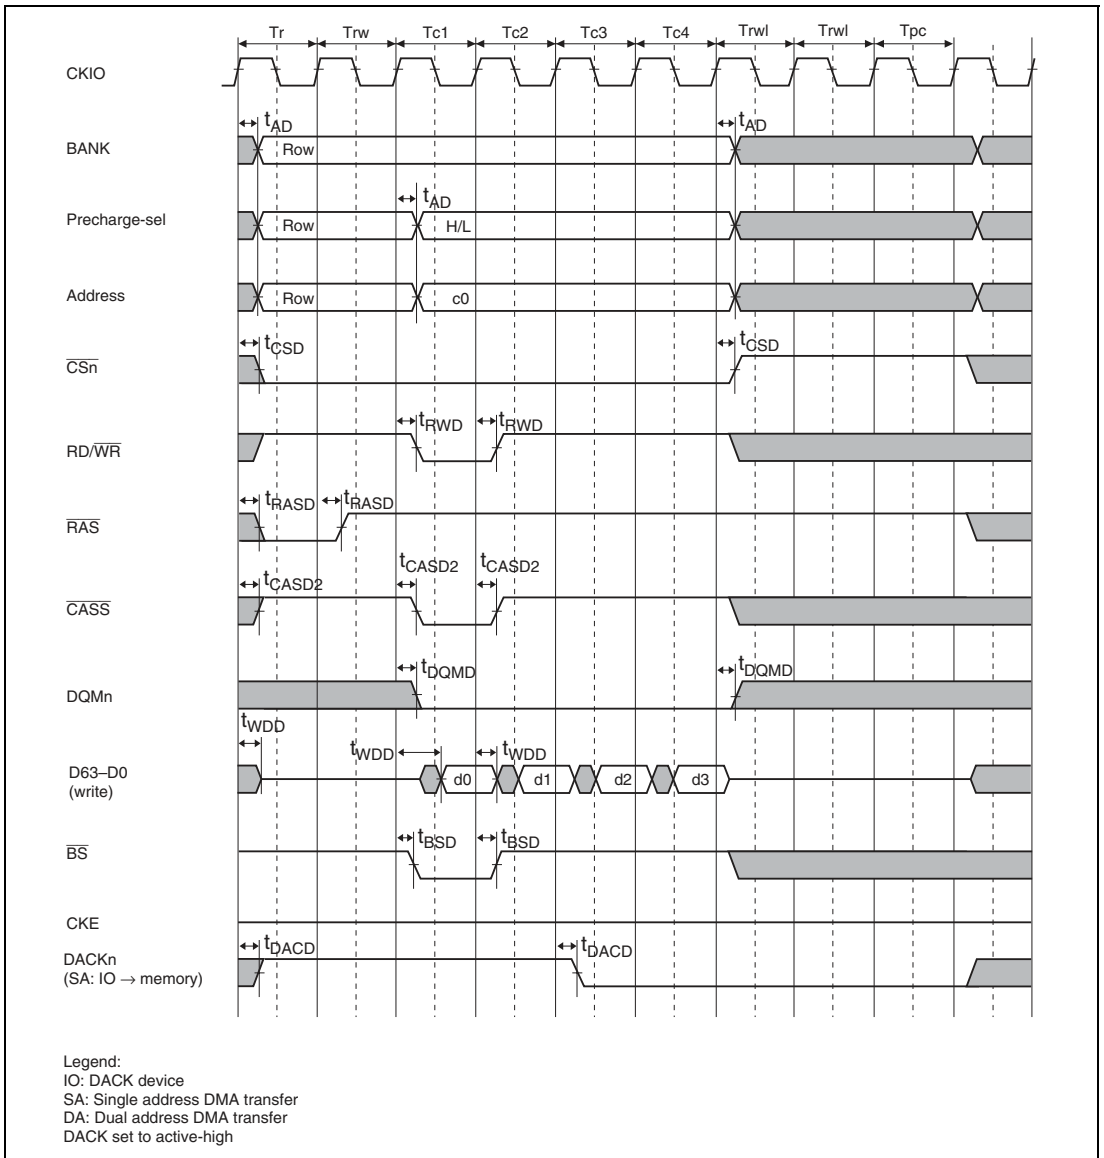 Tr Trw Tc1 Tc2 Tc3 Tc4 Trwl Trwl Tpc
CKIO
tAD tAD
BANK Row
tAD
Precharge-sel Row H/L
Address Row c0
tCSD tCSD
CSn
tRWD tRWD
RD/WR
tRASD tRASD
RAS
tCASD2 tCASD2 tCASD2
CASS
tDQMD tDQMD
DQMn
tWDD tWDD tWDD
D63–D0 d0 d1 d2 d3
(write)
tBSD tBSD
BS
CKE
tDACD tDACD
DACKn
(SA: IO → memory)
Legend:
IO: DACK device
SA: Single address DMA transfer
DA: Dual address DMA transfer
DACK set to active-high